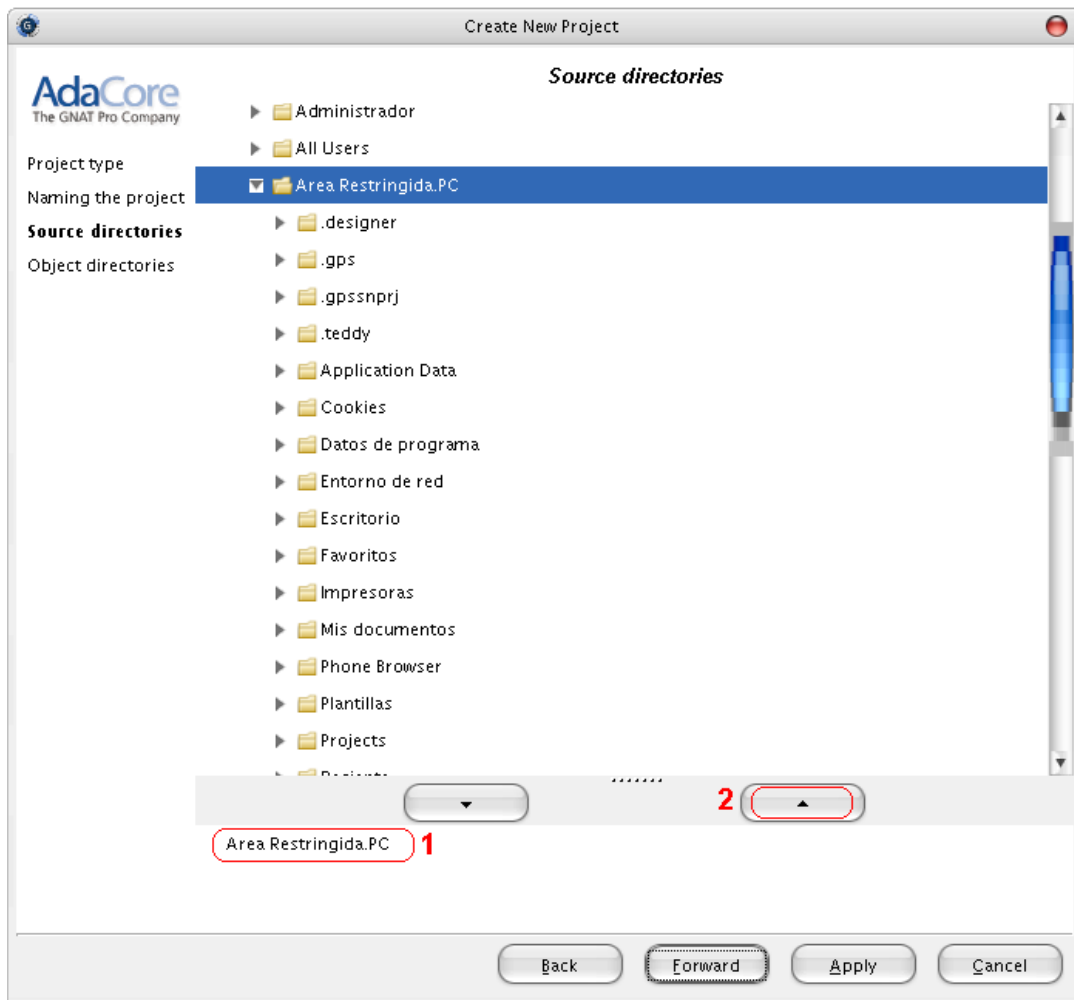 Create New Project
AdaCore
The GNAT Pro Company
Project type
Naming the project
Source directories
Object directories
Source directories
Administrador
All Users
Area Restringida.PC
.designer
.gps
.gpssnprj
.teddy
Application Data
Cookies
Datos de programa
Entorno de red
Escritorio
Favoritos
Impresoras
Mis documentos
Phone Browser
Plantillas
Projects
2
Area Restringida.PC 1
Back Forward Apply Cancel